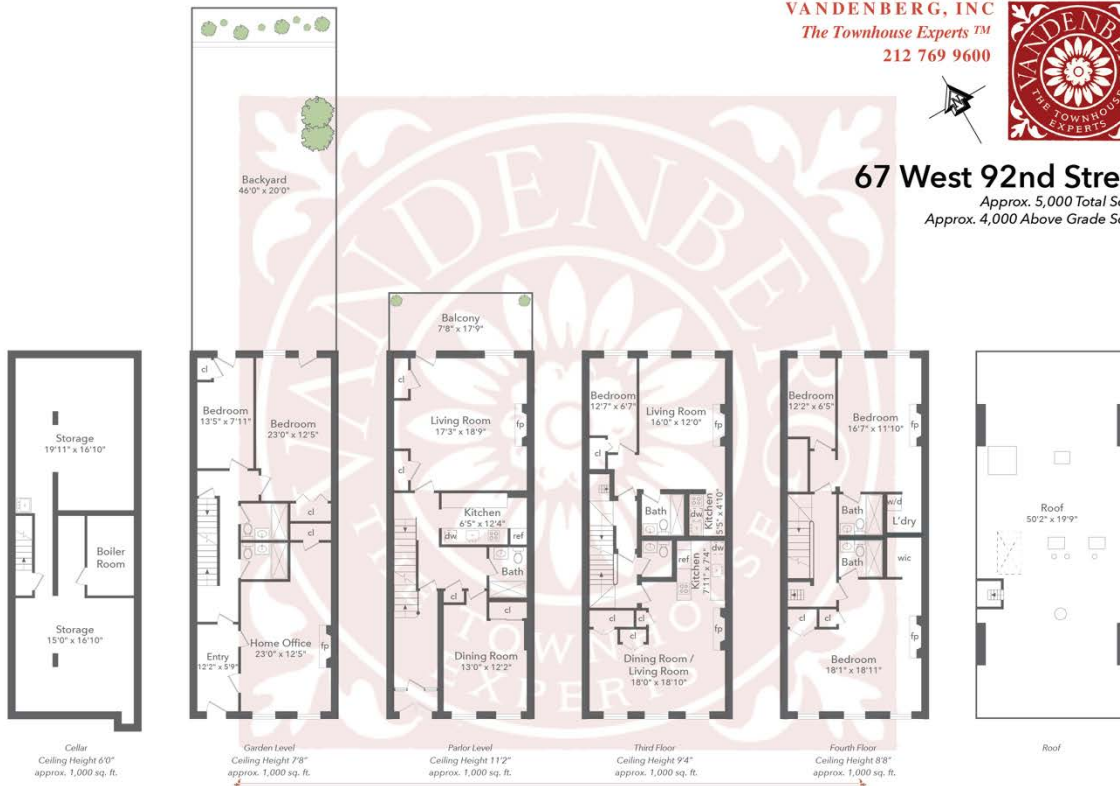 VANDENBERG, INC
The Townhouse Experts ™
212 769 9600
VANDENBE
THE TOWNHOUSE
EXPERTS
67 West 92nd Stre
Approx. 5,000 Total S
Approx. 4,000 Above Grade S
VANDENBERG
TOWNHOUSE
EXPERTS
Backyard
46'0" x 20'0"
Balcony
7'8" x 17'9"
Storage
19'11" x 16'10"
Boiler
Room
Storage
15'0" x 16'10"
Cellar
Ceiling Height 6'0"
approx. 1,000 sq. ft.
cl
Bedroom
13'5" x 7'11"
Bedroom
23'0" x 12'5"
cl
cl
Entry
12'2" x 5'9"
Home Office
23'0" x 12'5"
fp
Garden Level
Ceiling Height 7'8"
approx. 1,000 sq. ft.
cl
Living Room
17'3" x 18'9"
fp
cl
Kitchen
6'5" x 12'4"
dw
ref
Bath
cl
cl
Dining Room
13'0" x 12'2"
Parlor Level
Ceiling Height 11'2"
approx. 1,000 sq. ft.
Bedroom
12'7" x 6'7"
Living Room
16'0" x 12'0"
fp
cl
Bath
dw
Kitchen
5'5" x 4'10"
ref
Kitchen
7'11" x 7'4"
dw
cl
cl
cl
fp
Dining Room /
Living Room
18'0" x 18'10"
Third Floor
Ceiling Height 9'4"
approx. 1,000 sq. ft.
Bedroom
12'2" x 6'5"
Bedroom
16'7" x 11'10"
fp
Bath
w/d
L'dry
Bath
wic
cl
cl
fp
Bedroom
18'1" x 18'11"
Fourth Floor
Ceiling Height 8'8"
approx. 1,000 sq. ft.
Roof
50'2" x 19'9"
Roof